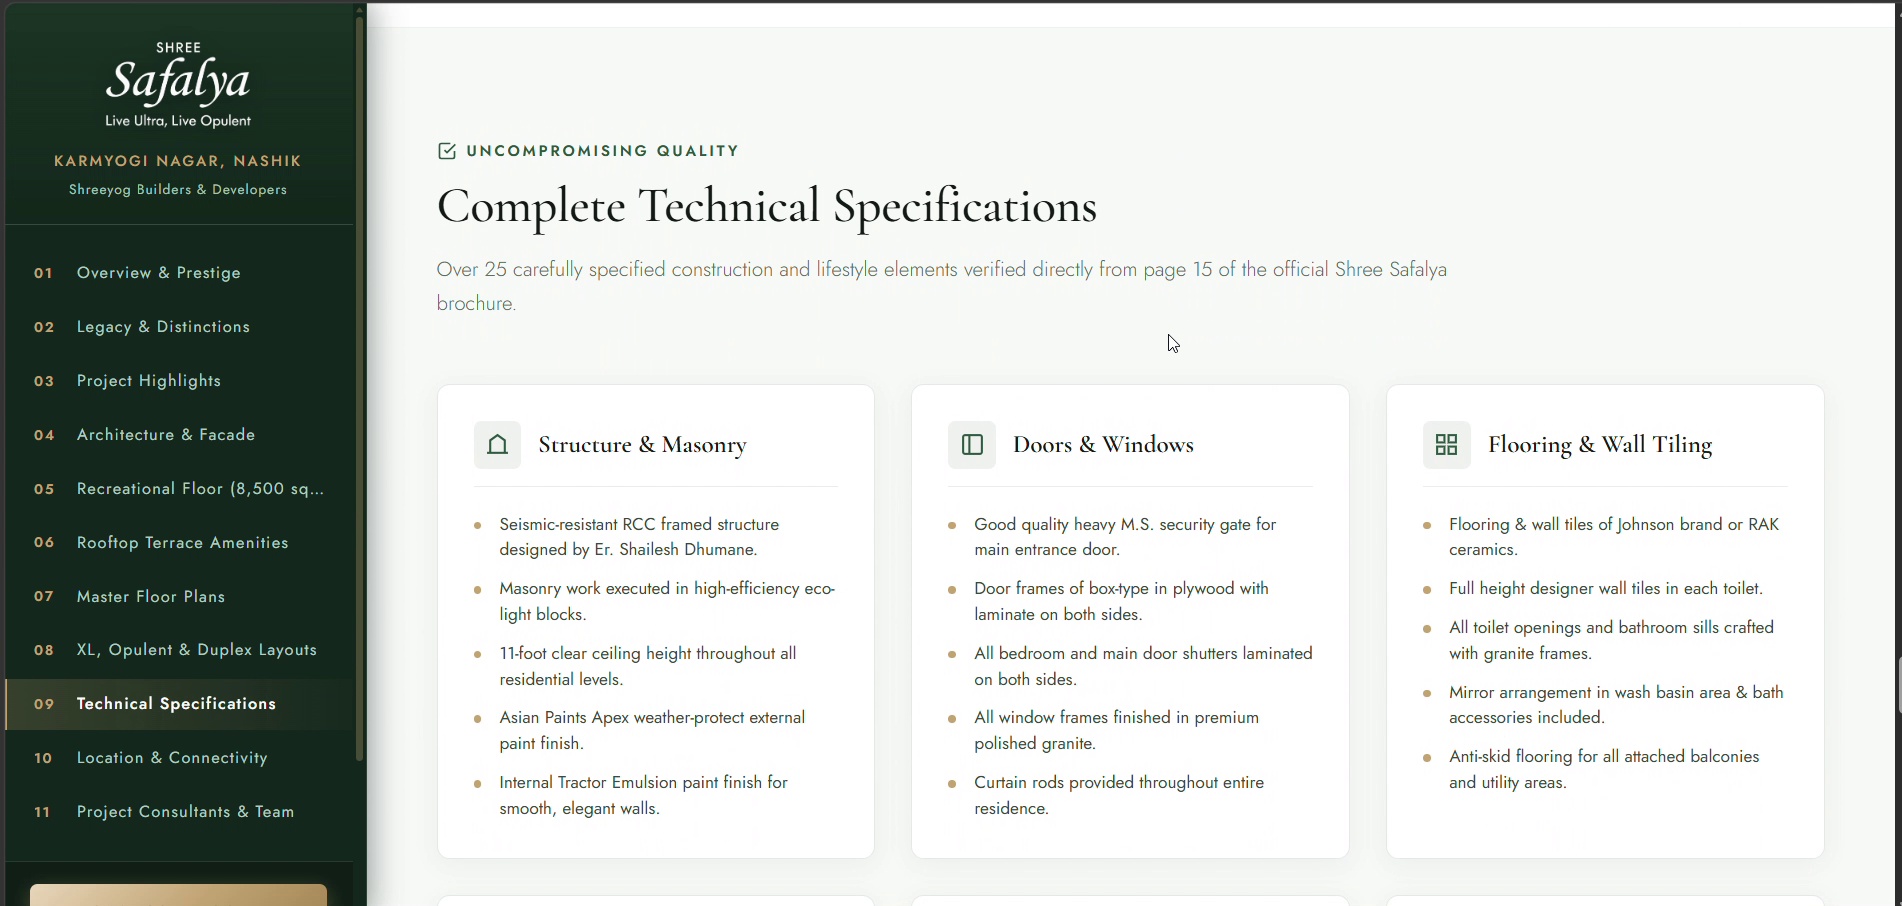 SHREE
Safalya
Live Ultra, Live Opulent
KARMYOGI NAGAR, NASHIK
Shreeyog Builders & Developers
01 Overview & Prestige
02 Legacy & Distinctions
03 Project Highlights
04 Architecture & Facade
05 Recreational Floor (8,500 sq...
06 Rooftop Terrace Amenities
07 Master Floor Plans
08 XL, Opulent & Duplex Layouts
09 Technical Specifications
10 Location & Connectivity
11 Project Consultants & Team
UNCOMPROMISING QUALITY
Complete Technical Specifications
Over 25 carefully specified construction and lifestyle elements verified directly from page 15 of the official Shree Safalya
brochure.
Structure & Masonry
Seismic-resistant RCC framed structure
designed by Er. Shailesh Dhumane.
Masonry work executed in high-efficiency eco-
light blocks.
11-foot clear ceiling height throughout all
residential levels.
Asian Paints Apex weather-protect external
paint finish.
Internal Tractor Emulsion paint finish for
smooth, elegant walls.
Doors & Windows
Good quality heavy M.S. security gate for
main entrance door.
Door frames of box-type in plywood with
laminate on both sides.
All bedroom and main door shutters laminated
on both sides.
All window frames finished in premium
polished granite.
Curtain rods provided throughout entire
residence.
Flooring & Wall Tiling
Flooring & wall tiles of Johnson brand or RAK
ceramics.
Full height designer wall tiles in each toilet.
All toilet openings and bathroom sills crafted
with granite frames.
Mirror arrangement in wash basin area & bath
accessories included.
Anti-skid flooring for all attached balconies
and utility areas.